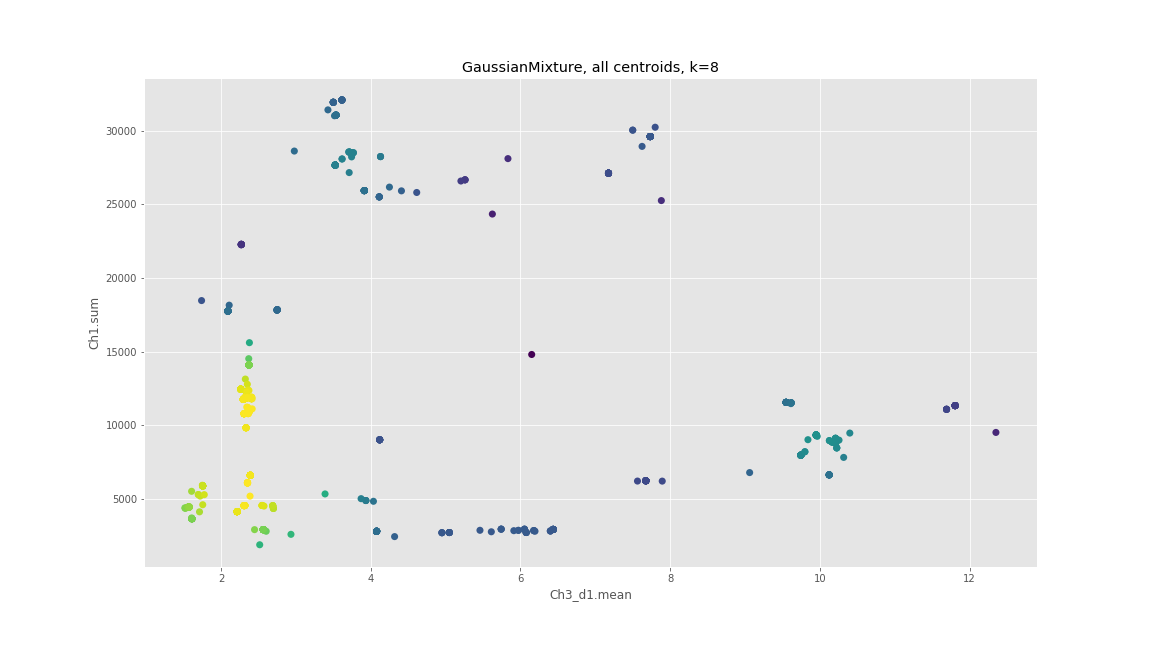 GaussianMixture, all centroids, k=8
30000
25000
20000
15000
10000
5000
Ch1.sum
2 4 6 8 10 12
Ch3_d1.mean